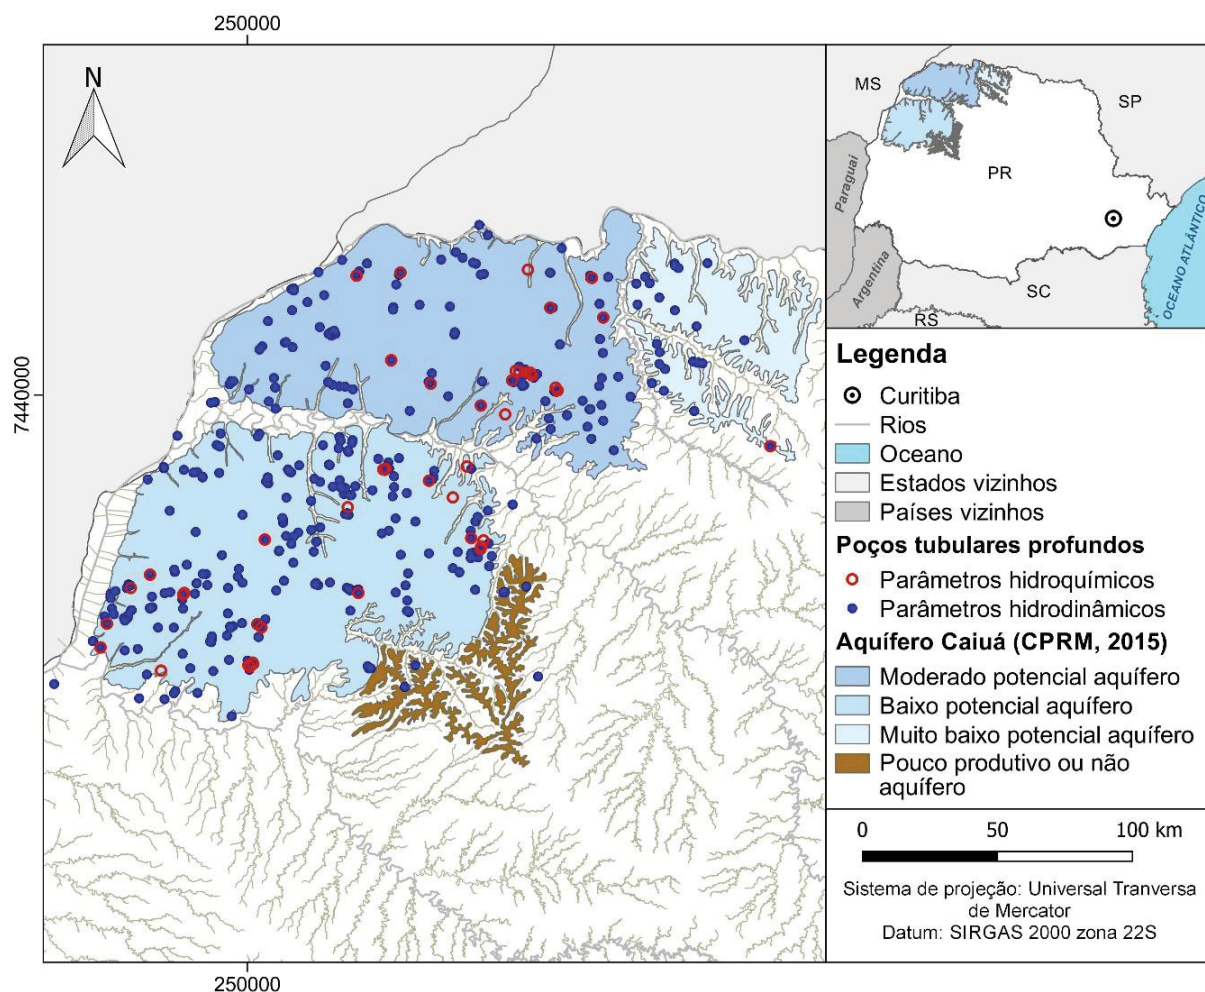 250000
N
7440000
250000
MS
SP
PR
Paraguai
Argentina
SC
RS
OCEANO ATLÂNTICO
Legenda
Curitiba
Rios
Oceano
Estados vizinhos
Países vizinhos
Poços tubulares profundos
Parâmetros hidroquímicos
Parâmetros hidrodinâmicos
Aquífero Caiuá (CPRM, 2015)
Moderado potencial aquífero
Baixo potencial aquífero
Muito baixo potencial aquífero
Pouco produtivo ou não
aquífero
0 50 100 km
Sistema de projeção: Universal Tranversa
de Mercator
Datum: SIRGAS 2000 zona 22S